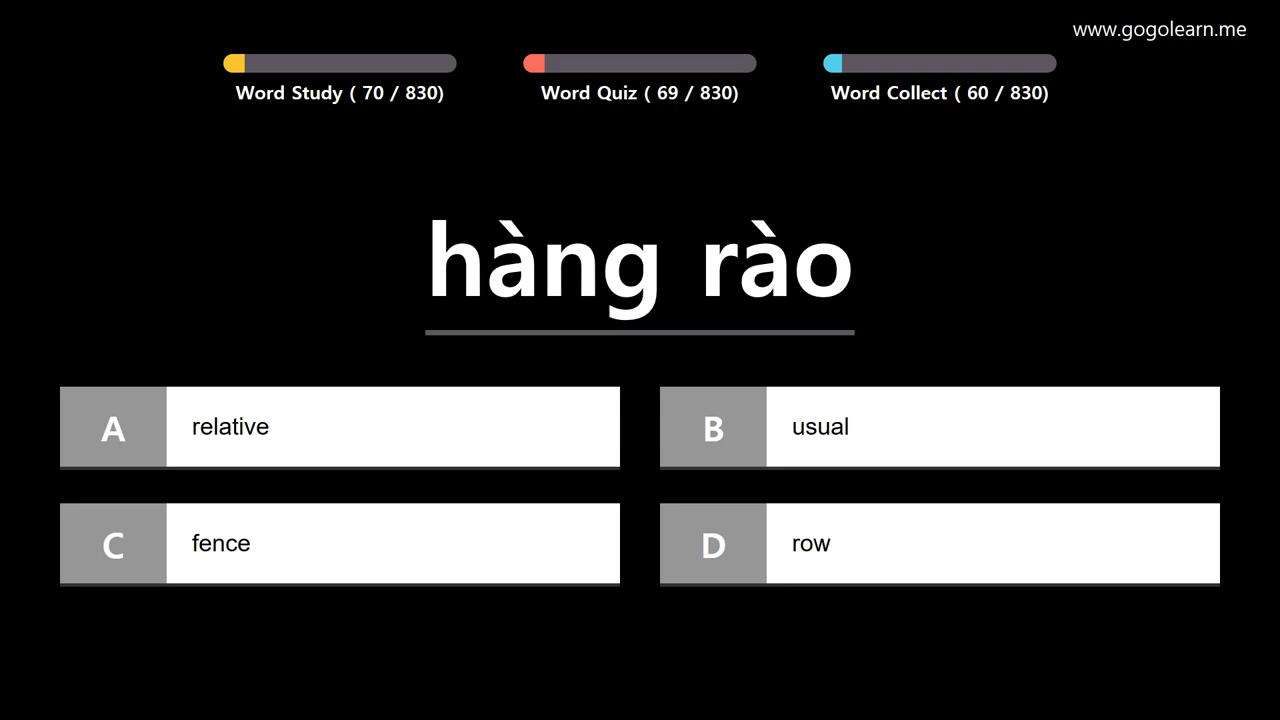 www.gogolearn.me
Word Study ( 70 / 830)
Word Quiz ( 69 / 830)
Word Collect ( 60 / 830)
hàng rào
A relative
B usual
C fence
D row